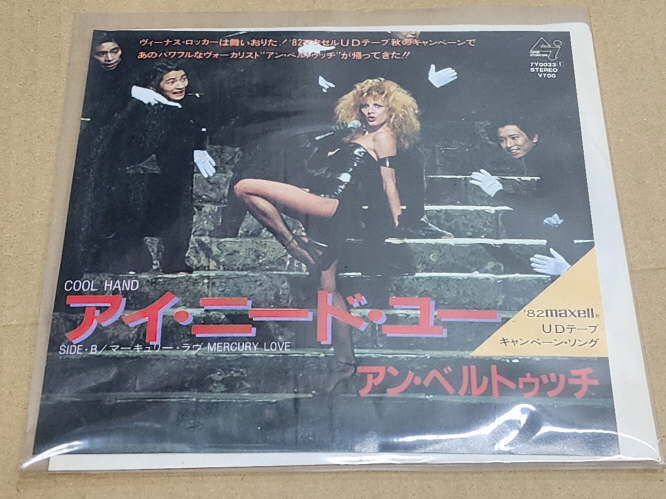 ヴィーナス・ロッカーは舞いおりた!'82マクセルUDテープ秋のキャンペーンで
あのパワフルなヴォーカリスト"アン・ベルトゥッチ"が帰ってきた!!
7Y0033①
STEREO
¥700
COOL HAND
アイ・ニード・ユー
SIDE・B/マーキュリー・ラヴ MERCURY LOVE
'82maxell®
UDテープ
キャンペーン・ソング
アン・ベルトゥッチ